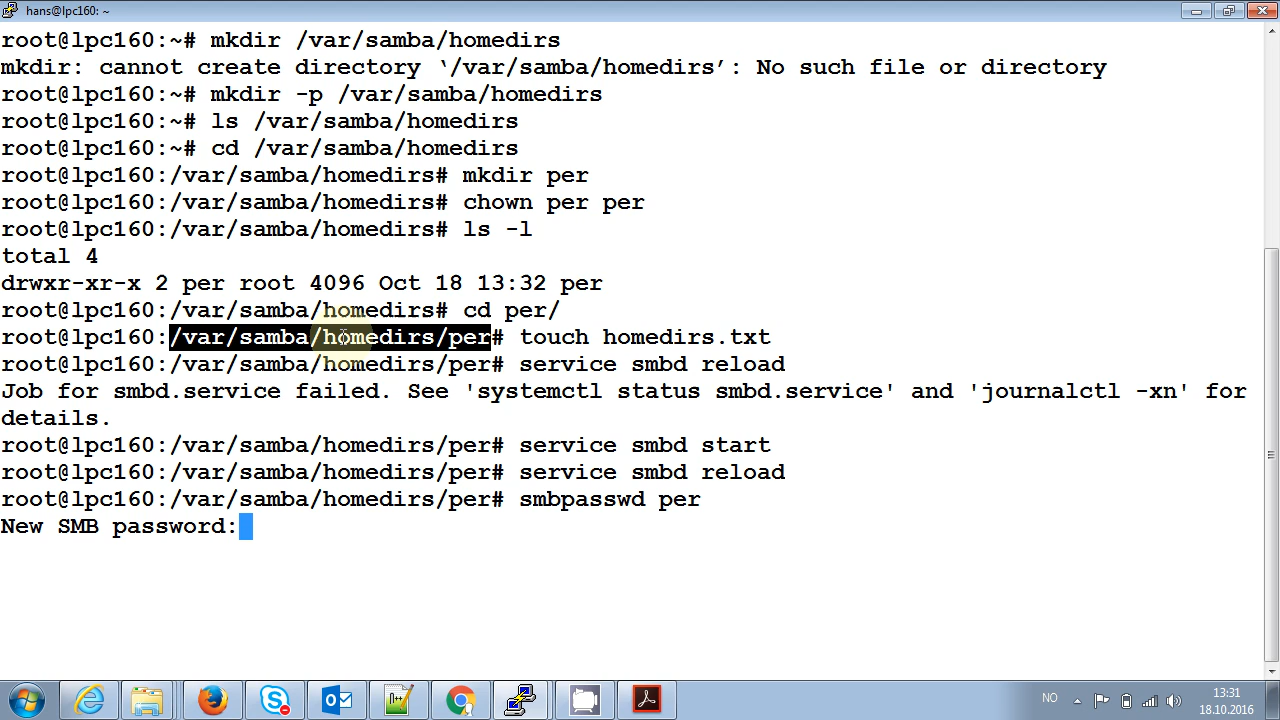 hans@lpc160: ~
root@lpc160:~# mkdir /var/samba/homedirs
mkdir: cannot create directory ‘/var/samba/homedirs’: No such file or directory
root@lpc160:~# mkdir -p /var/samba/homedirs
root@lpc160:~# ls /var/samba/homedirs
root@lpc160:~# cd /var/samba/homedirs
root@lpc160:/var/samba/homedirs# mkdir per
root@lpc160:/var/samba/homedirs# chown per per
root@lpc160:/var/samba/homedirs# ls -l
total 4
drwxr-xr-x 2 per root 4096 Oct 18 13:32 per
root@lpc160:/var/samba/homedirs# cd per/
root@lpc160:/var/samba/homedirs/per# touch homedirs.txt
root@lpc160:/var/samba/homedirs/per# service smbd reload
Job for smbd.service failed. See 'systemctl status smbd.service' and 'journalctl -xn' for
details.
root@lpc160:/var/samba/homedirs/per# service smbd start
root@lpc160:/var/samba/homedirs/per# service smbd reload
root@lpc160:/var/samba/homedirs/per# smbpasswd per
New SMB password:
NO
13:31
18.10.2016